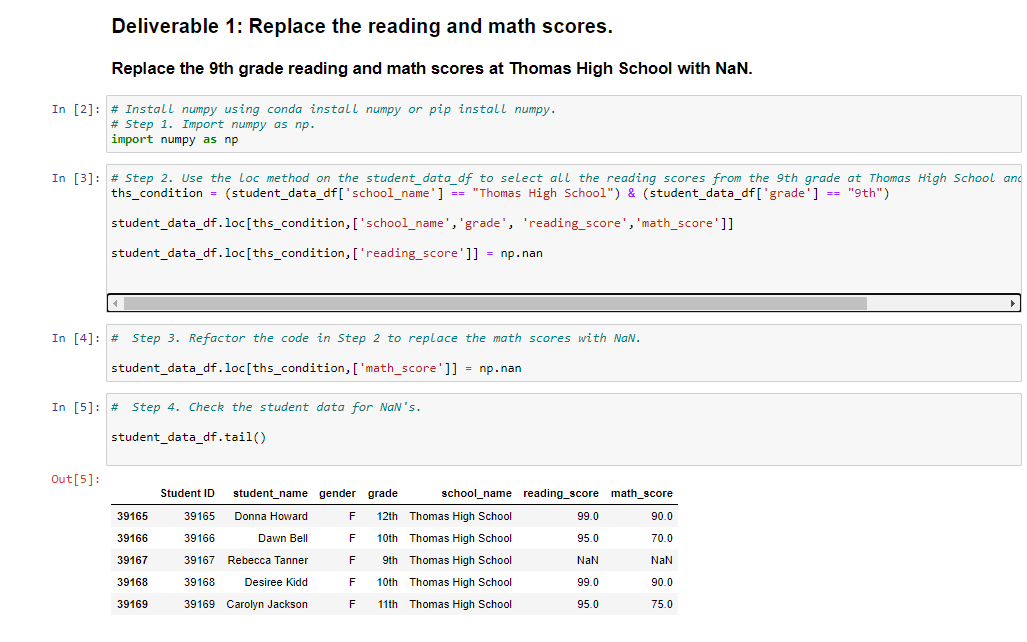 Deliverable 1: Replace the reading and math scores.
Replace the 9th grade reading and math scores at Thomas High School with NaN.
In [2]: # Install numpy using conda install numpy or pip install numpy.
# Step 1. Import numpy as np.
import numpy as np
In [3]: # Step 2. Use the loc method on the student_data_df to select all the reading scores from the 9th grade at Thomas High School and
ths_condition = (student_data_df['school_name'] == "Thomas High School") & (student_data_df['grade'] == "9th")
student_data_df.loc[ths_condition,['school_name','grade', 'reading_score','math_score']]
student_data_df.loc[ths_condition,['reading_score']] = np.nan
In [4]: #  Step 3. Refactor the code in Step 2 to replace the math scores with NaN.
student_data_df.loc[ths_condition,['math_score']] = np.nan
In [5]: #  Step 4. Check the student data for NaN's.
student_data_df.tail()
Out[5]:
Student ID student_name gender grade school_name reading_score math_score
39165 39165 Donna Howard F 12th Thomas High School 99.0 90.0
39166 39166 Dawn Bell F 10th Thomas High School 95.0 70.0
39167 39167 Rebecca Tanner F 9th Thomas High School NaN NaN
39168 39168 Desiree Kidd F 10th Thomas High School 99.0 90.0
39169 39169 Carolyn Jackson F 11th Thomas High School 95.0 75.0